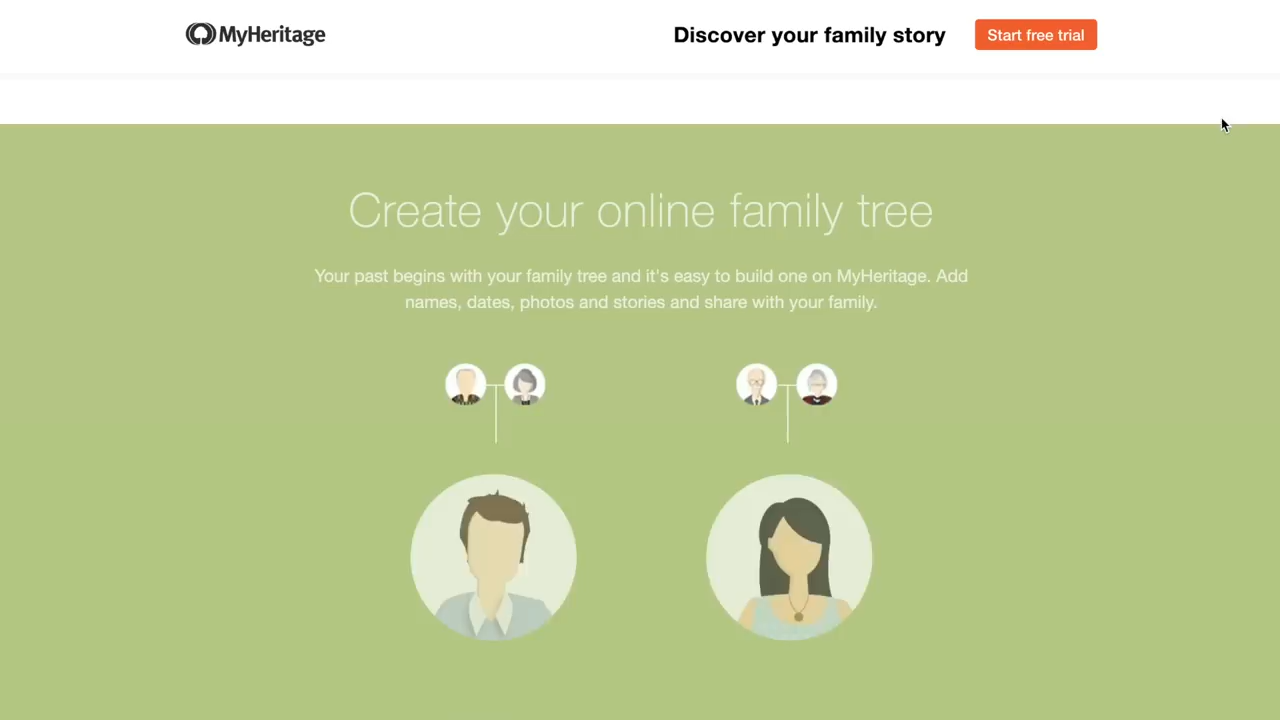 MyHeritage
Discover your family story
Start free trial
Create your online family tree
Your past begins with your family tree and it's easy to build one on MyHeritage. Add
names, dates, photos and stories and share with your family.